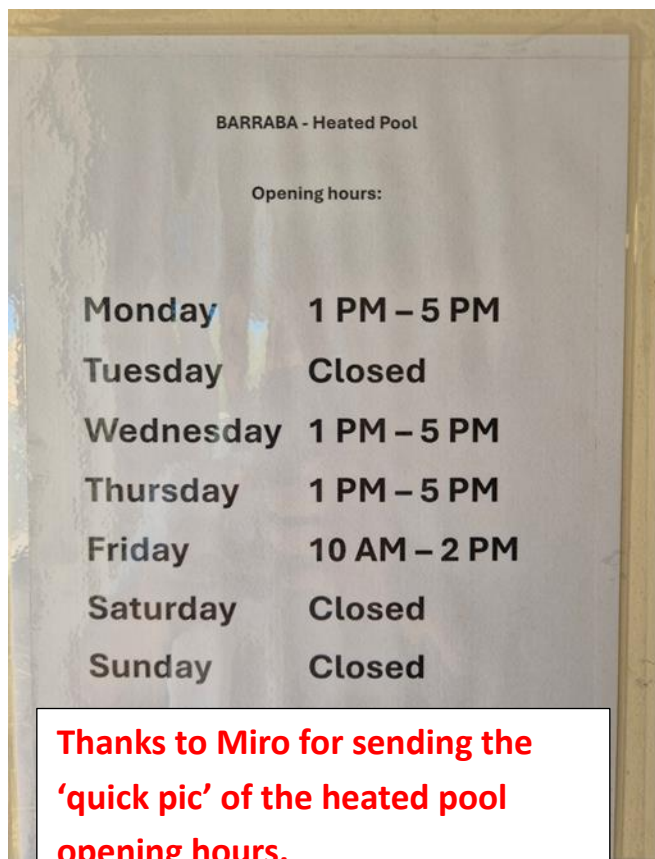 BARRABA - Heated Pool
Opening hours:
Monday 1 PM – 5 PM
Tuesday Closed
Wednesday 1 PM – 5 PM
Thursday 1 PM – 5 PM
Friday 10 AM – 2 PM
Saturday Closed
Sunday Closed
Thanks to Miro for sending the
‘quick pic’ of the heated pool
opening hours.